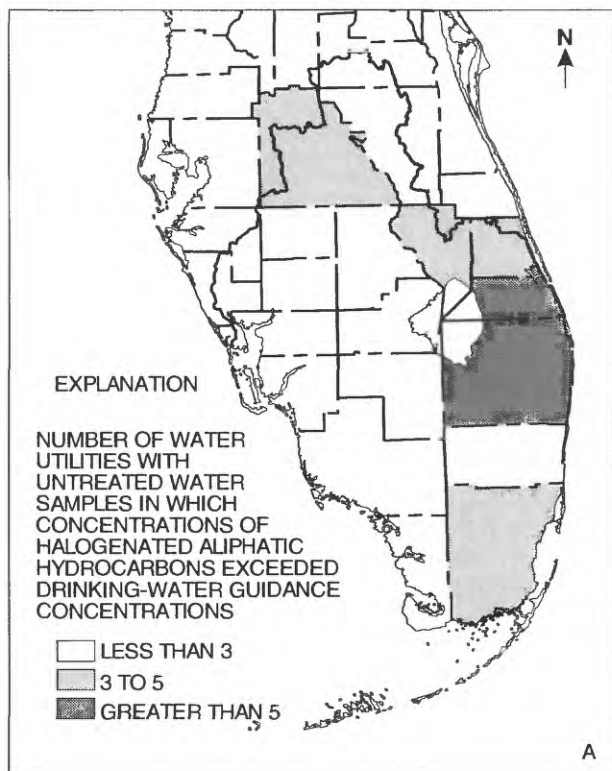 N
EXPLANATION
NUMBER OF WATER
UTILITIES WITH
UNTREATED WATER
SAMPLES IN WHICH
CONCENTRATIONS OF
HALOGENATED ALIPHATIC
HYDROCARBONS EXCEEDED
DRINKING-WATER GUIDANCE
CONCENTRATIONS
LESS THAN 3
3 TO 5
GREATER THAN 5
A